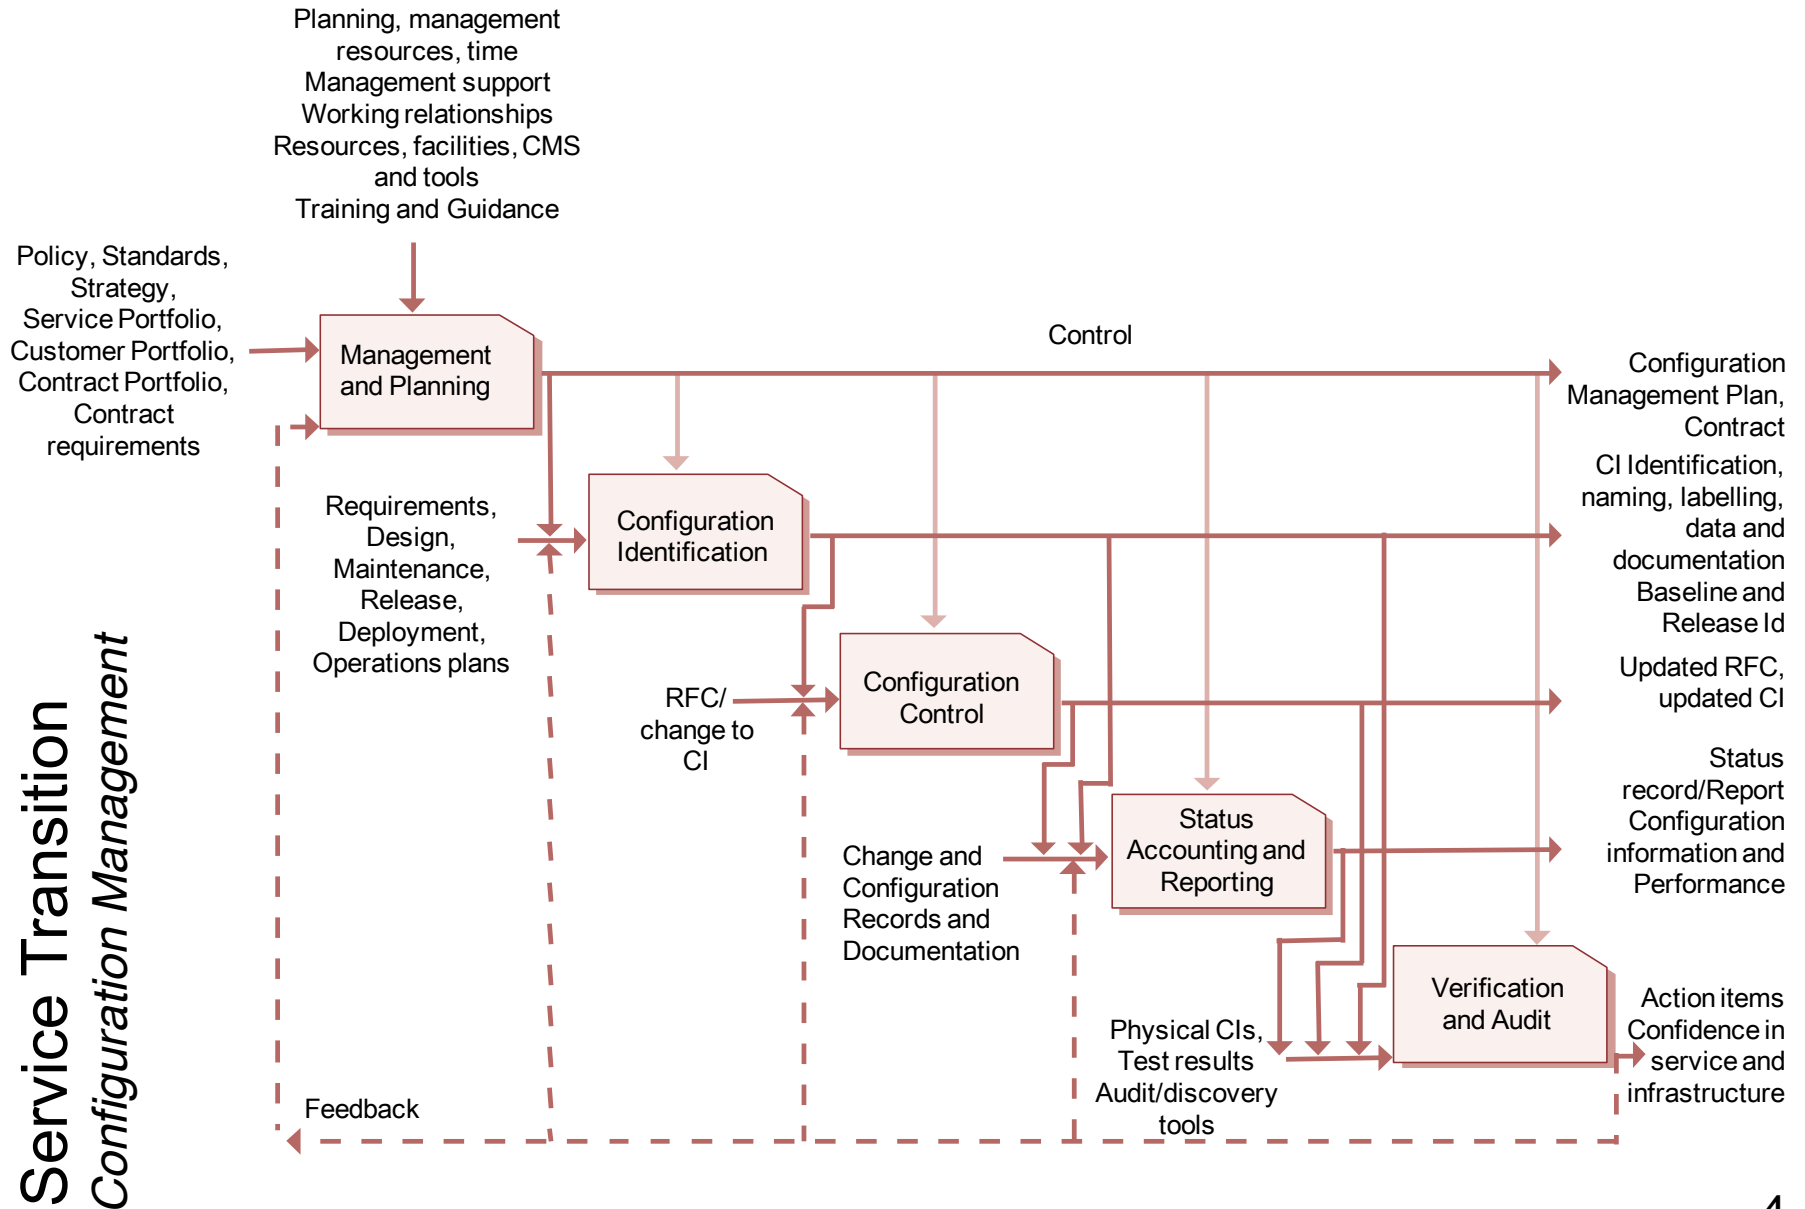 Planning, management
resources, time
Management support
Working relationships
Resources, facilities, CMS
and tools
Training and Guidance
Policy, Standards,
Strategy,
Service Portfolio,
Customer Portfolio,
Contract Portfolio,
Contract
requirements
Management
and Planning
Control
Configuration
Management Plan,
Contract
Requirements,
Design,
Maintenance,
Release,
Deployment,
Operations plans
Configuration
Identification
CI Identification,
naming, labelling,
data and
documentation
Baseline and
Release Id
RFC/
change to
CI
Configuration
Control
Updated RFC,
updated CI
Change and
Configuration
Records and
Documentation
Status
Accounting and
Reporting
Status
record/Report
Configuration
information and
Performance
Physical CIs,
Test results
Audit/discovery
tools
Verification
and Audit
Action items
Confidence in
service and
infrastructure
Feedback
Service Transition
Configuration Management
4